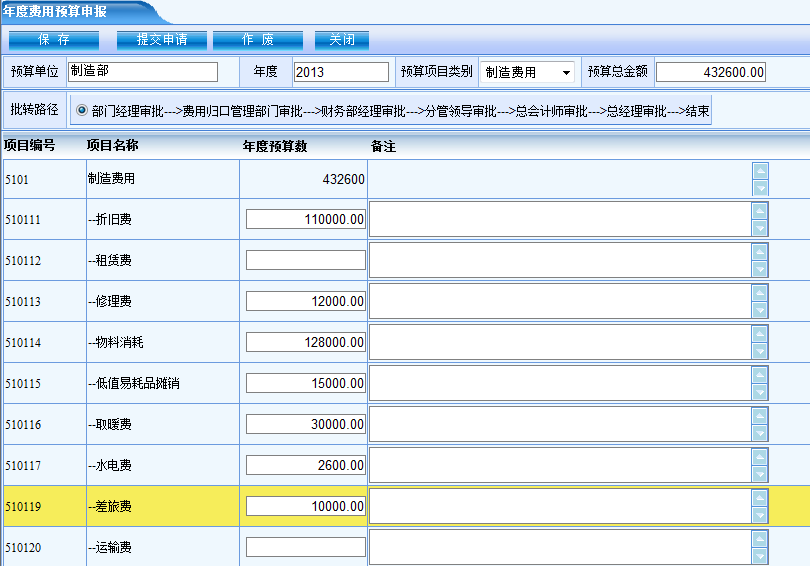 年度费用预算申报
保 存 提交申请 作 废 关闭
预算单位 制造部 年度 2013 预算项目类别 制造费用 预算总金额 432600.00
批转路径 部门经理审批--->费用归口管理部门审批--->财务部经理审批--->分管领导审批--->总会计师审批--->总经理审批--->结束
项目编号 项目名称 年度预算数 备注
5101 制造费用 432600
510111 --折旧费 110000.00
510112 --租赁费
510113 --修理费 12000.00
510114 --物料消耗 128000.00
510115 --低值易耗品摊销 15000.00
510116 --取暖费 30000.00
510117 --水电费 2600.00
510119 --差旅费 10000.00
510120 --运输费